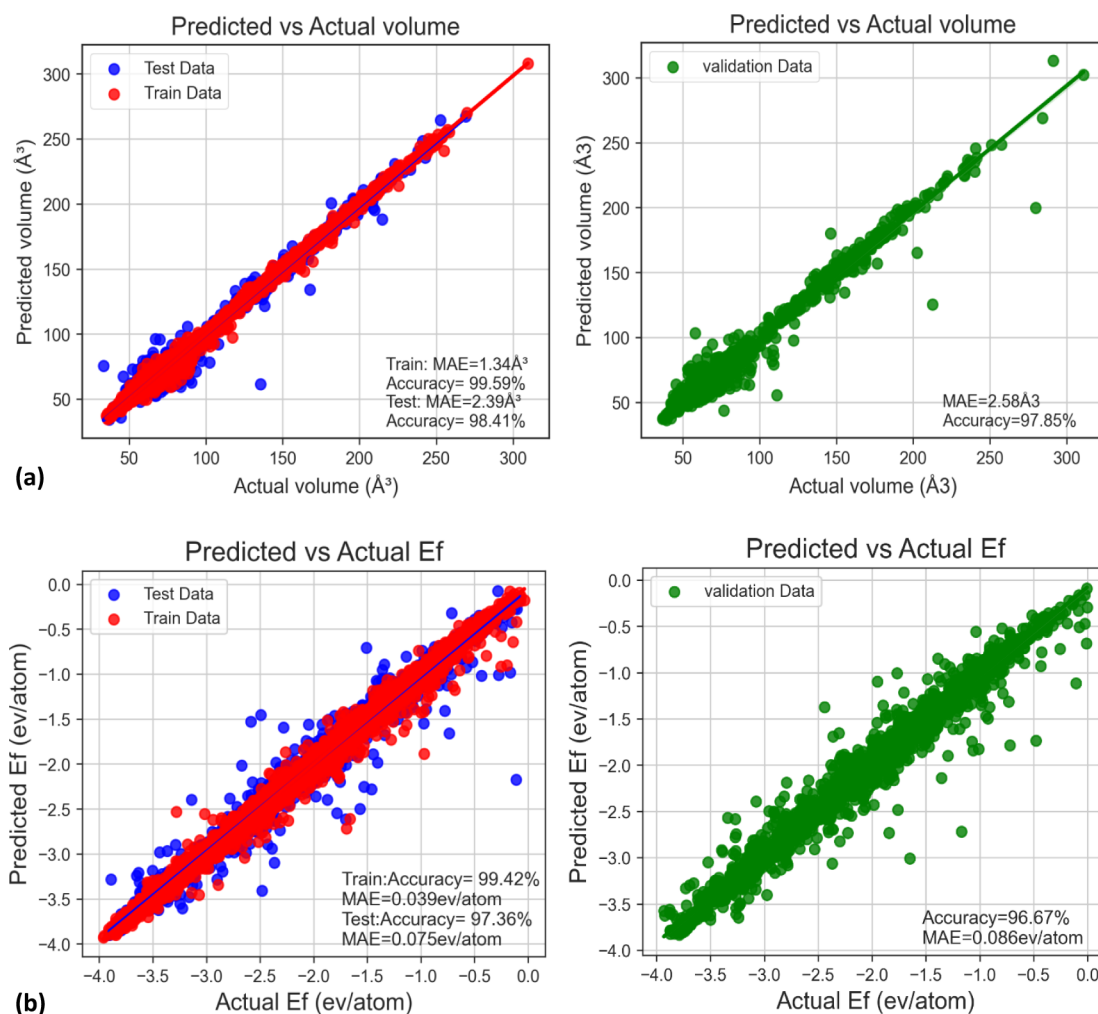 Predicted vs Actual volume
Test Data
Train Data
Predicted volume (Å³)
300
250
200
150
100
50
Train: MAE=1.34Å³
Accuracy= 99.59%
Test: MAE=2.39Å³
Accuracy= 98.41%
50 100 150 200 250 300
Actual volume (Å³)
Predicted vs Actual volume
validation Data
Predicted volume (Å3)
300
250
200
150
100
50
MAE=2.58Å3
Accuracy=97.85%
50 100 150 200 250 300
Actual volume (Å3)
(a)
Predicted vs Actual Ef
Test Data
Train Data
Predicted Ef (ev/atom)
0.0
−0.5
−1.0
−1.5
−2.0
−2.5
−3.0
−3.5
−4.0
Train:Accuracy= 99.42%
MAE=0.039ev/atom
Test:Accuracy= 97.36%
MAE=0.075ev/atom
−4.0 −3.5 −3.0 −2.5 −2.0 −1.5 −1.0 −0.5 0.0
Actual Ef (ev/atom)
Predicted vs Actual Ef
validation Data
Predicted Ef (ev/atom)
0.0
−0.5
−1.0
−1.5
−2.0
−2.5
−3.0
−3.5
−4.0
Accuracy=96.67%
MAE=0.086ev/atom
−4.0 −3.5 −3.0 −2.5 −2.0 −1.5 −1.0 −0.5 0.0
Actual Ef (ev/atom)
(b)